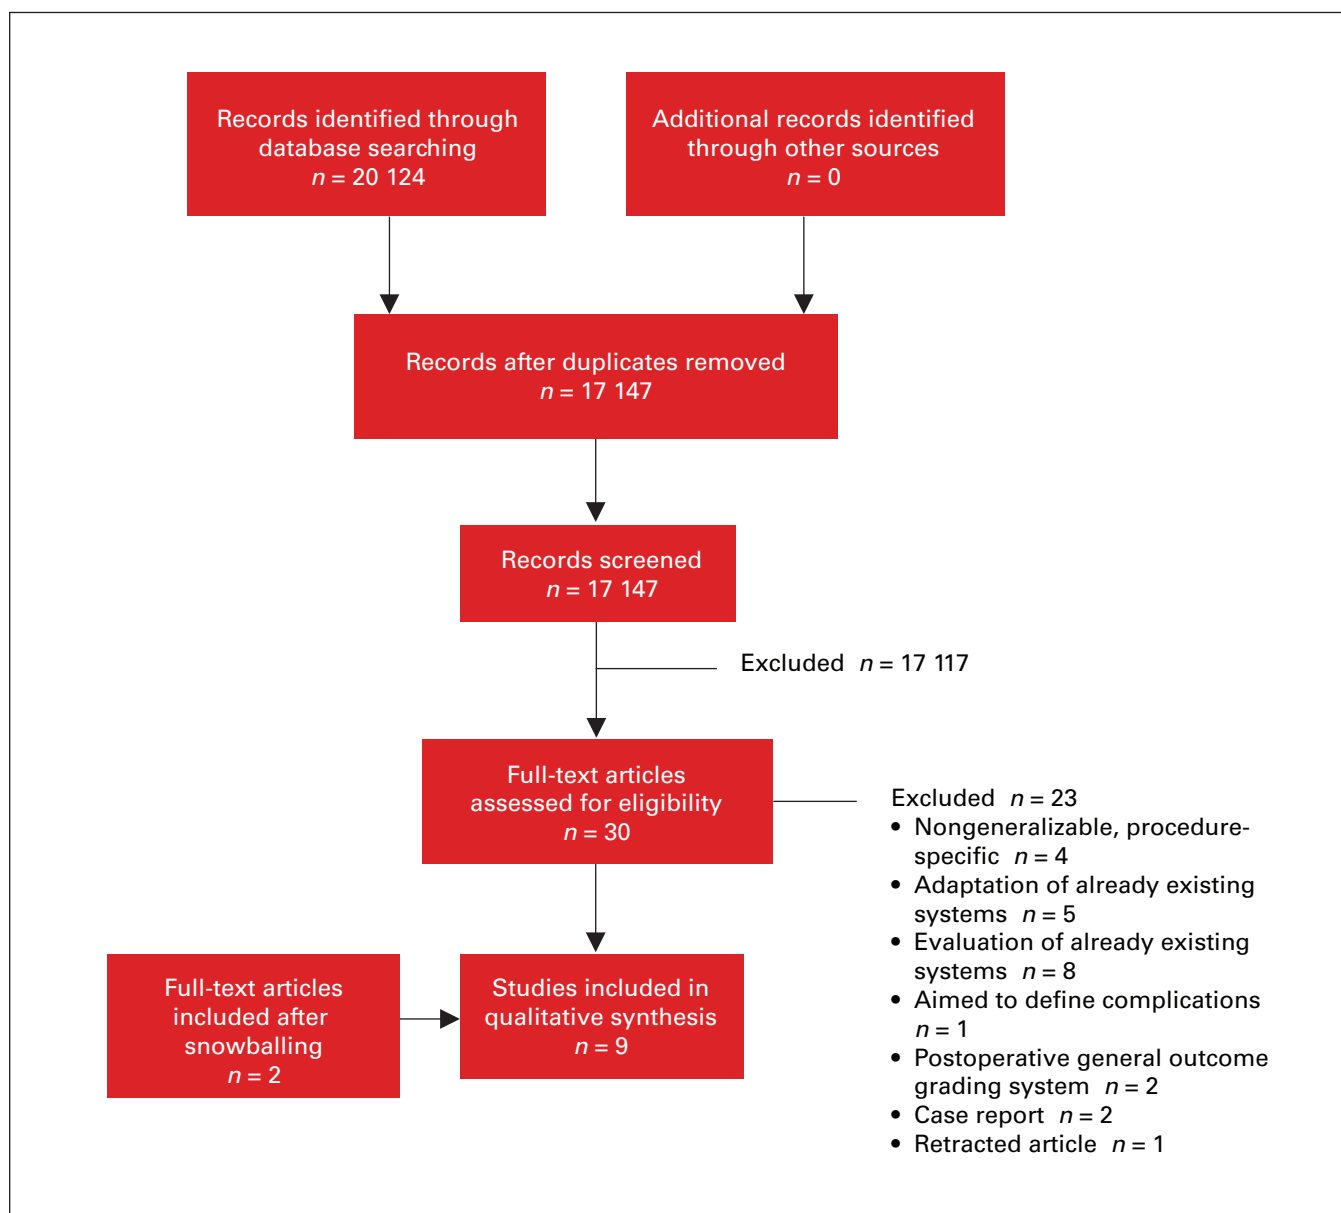 Records identified through
database searching
n = 20 124
Additional records identified
through other sources
n = 0
Records after duplicates removed
n = 17 147
Records screened
n = 17 147
Excluded n = 17 117
Full-text articles
assessed for eligibility
n = 30
Excluded n = 23
• Nongeneralizable, procedure-
specific n = 4
• Adaptation of already existing
systems n = 5
• Evaluation of already existing
systems n = 8
• Aimed to define complications
n = 1
• Postoperative general outcome
grading system n = 2
• Case report n = 2
• Retracted article n = 1
Full-text articles
included after
snowballing
n = 2
Studies included in
qualitative synthesis
n = 9